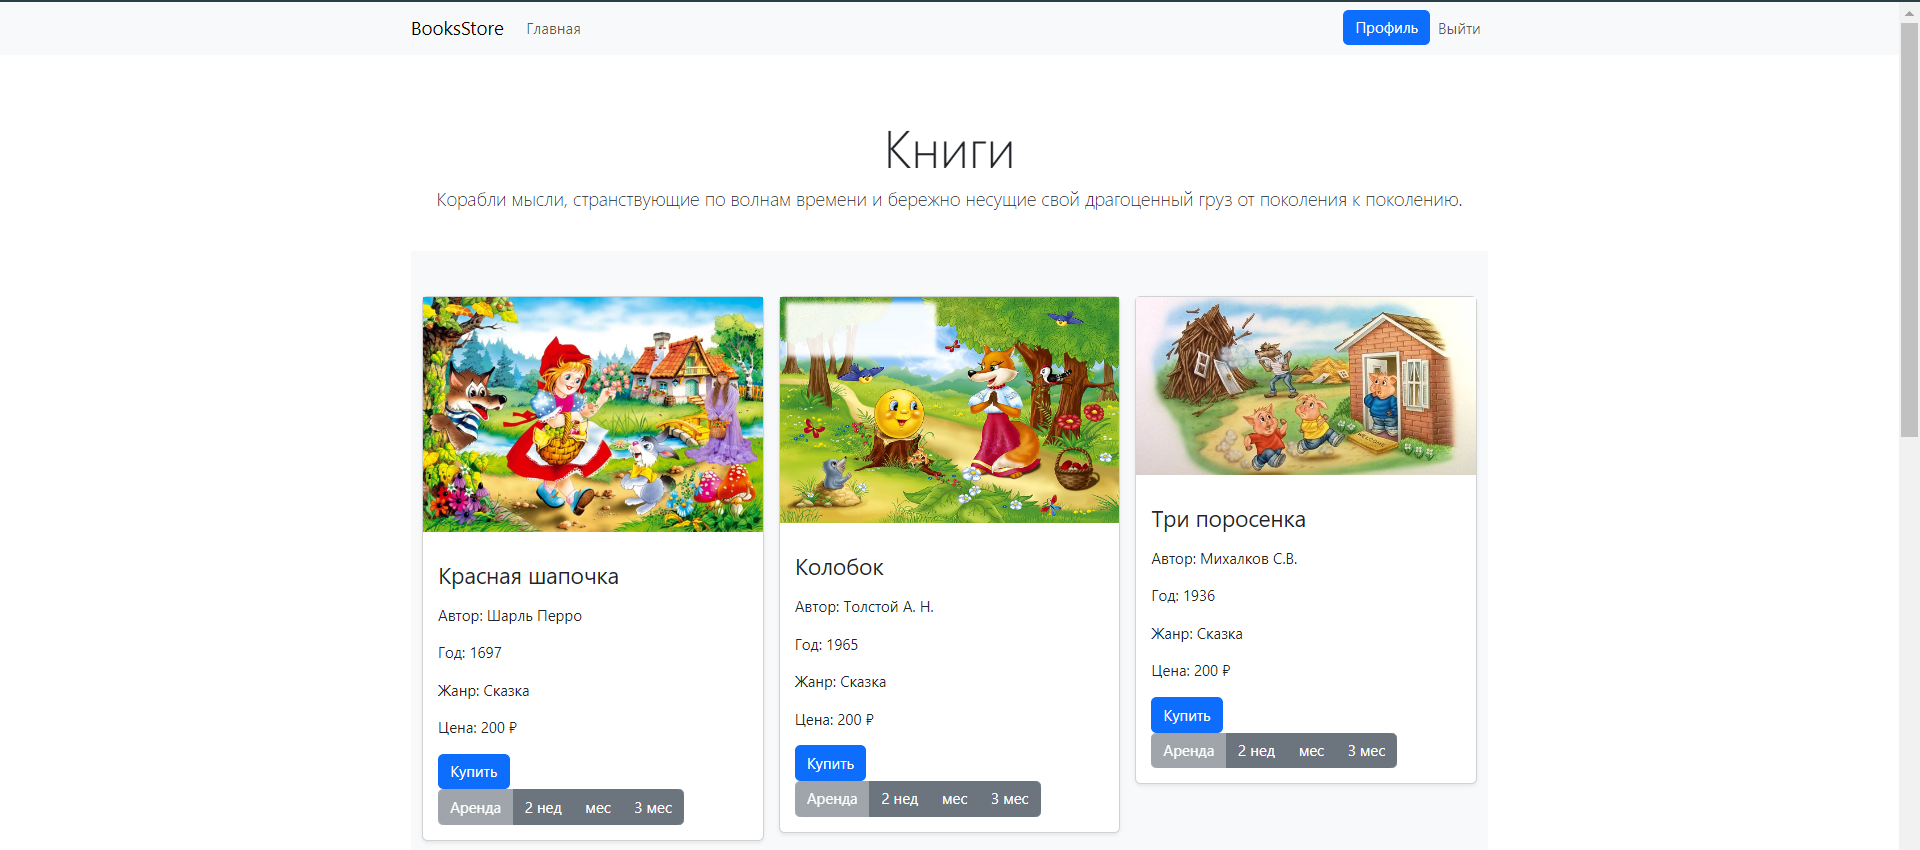 BooksStore Главная Профиль Выйти
Книги
Корабли мысли, странствующие по волнам времени и бережно несущие свой драгоценный груз от поколения к поколению.
Красная шапочка
Автор: Шарль Перро
Год: 1697
Жанр: Сказка
Цена: 200 ₽
Купить
Аренда 2 нед мес 3 мес
Колобок
Автор: Толстой А. Н.
Год: 1965
Жанр: Сказка
Цена: 200 ₽
Купить
Аренда 2 нед мес 3 мес
WELCOME
Три поросенка
Автор: Михалков С.В.
Год: 1936
Жанр: Сказка
Цена: 200 ₽
Купить
Аренда 2 нед мес 3 мес